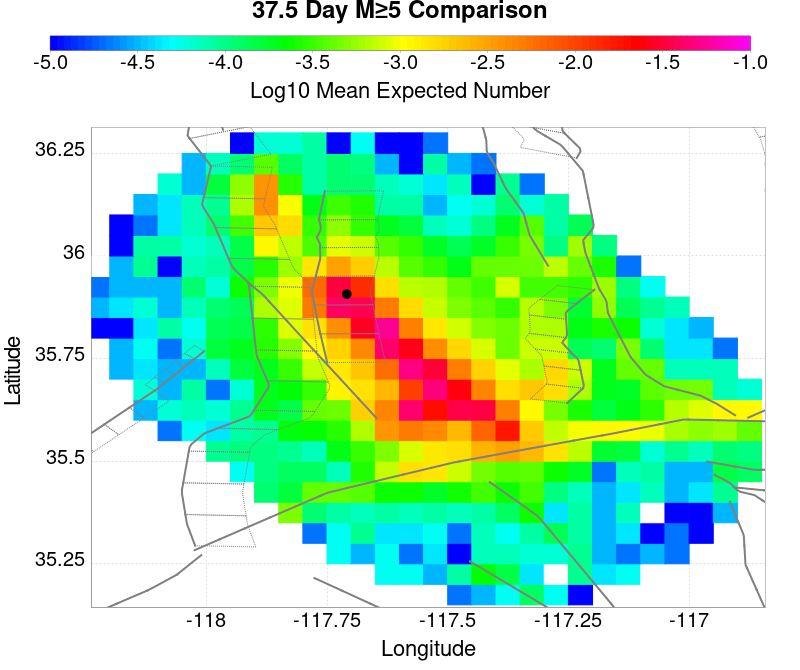 37.5 Day M≥5 Comparison
-5.0 -4.5 -4.0 -3.5 -3.0 -2.5 -2.0 -1.5 -1.0
Log10 Mean Expected Number
36.25
36
35.75
35.5
35.25
Latitude
-118 -117.75 -117.5 -117.25 -117
Longitude